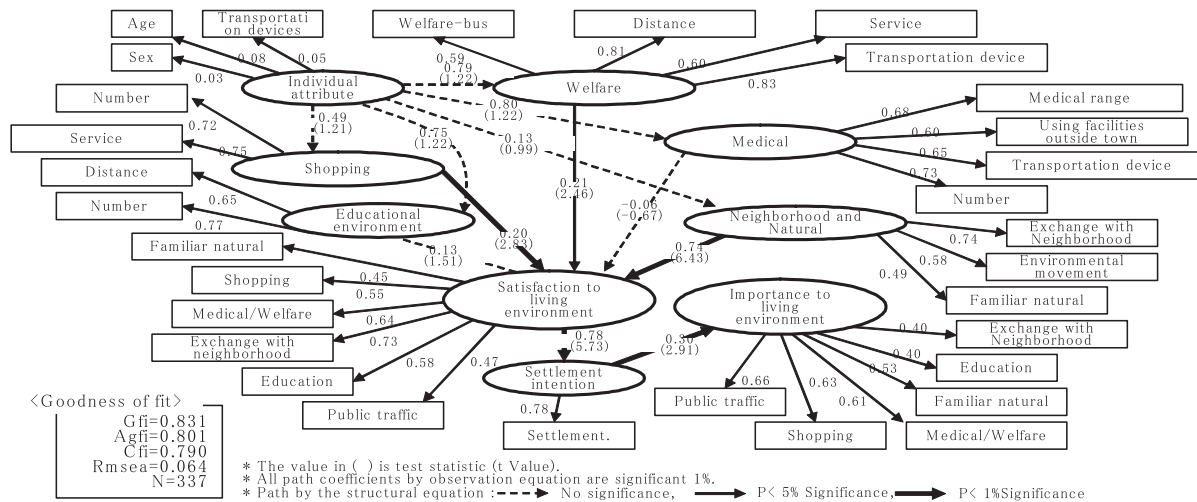 Age
Transportati
on devices
Welfare-bus
Distance
Service
Sex
Transportation device
0.08
0.05
0.03
0.59
0.81
0.60
0.83
Individual
attribute
0.79
(1.22)
Welfare
Number
0.49
(1.21)
0.75
(1.22)
0.80
(1.22)
0.13
(0.99)
Medical
0.68
0.60
0.65
0.73
Medical range
Using facilities
outside town
Transportation device
Number
Service
0.72
0.75
Shopping
Distance
Number
0.65
0.77
Educational
environment
0.21
(2.46)
-0.06
(-0.67)
Neighborhood and
Natural
0.74
0.58
0.49
Exchange with
Neighborhood
Environmental
movement
Familiar natural
0.13
(1.51)
0.20
(2.83)
0.74
(6.43)
Familiar natural
Shopping
Medical/Welfare
Exchange with
neighborhood
Education
Public traffic
0.45
0.55
0.64
0.73
0.58
0.47
Satisfaction to
living
environment
Importance to
living
environment
0.78
(5.73)
0.30
(2.91)
Settlement
intention
0.78
Settlement.
0.40
0.40
0.53
0.61
0.63
0.66
Exchange with
Neighborhood
Education
Familiar natural
Medical/Welfare
Shopping
Public traffic
<Goodness of fit>
Gfi=0.831
Agfi=0.801
Cfi=0.790
Rmsea=0.064
N=337
* The value in ( ) is test statistic (t Value).
* All path coefficients by observation equation are significant 1%.
* Path by the structural equation : No significance, P< 5% Significance, P< 1%Significance